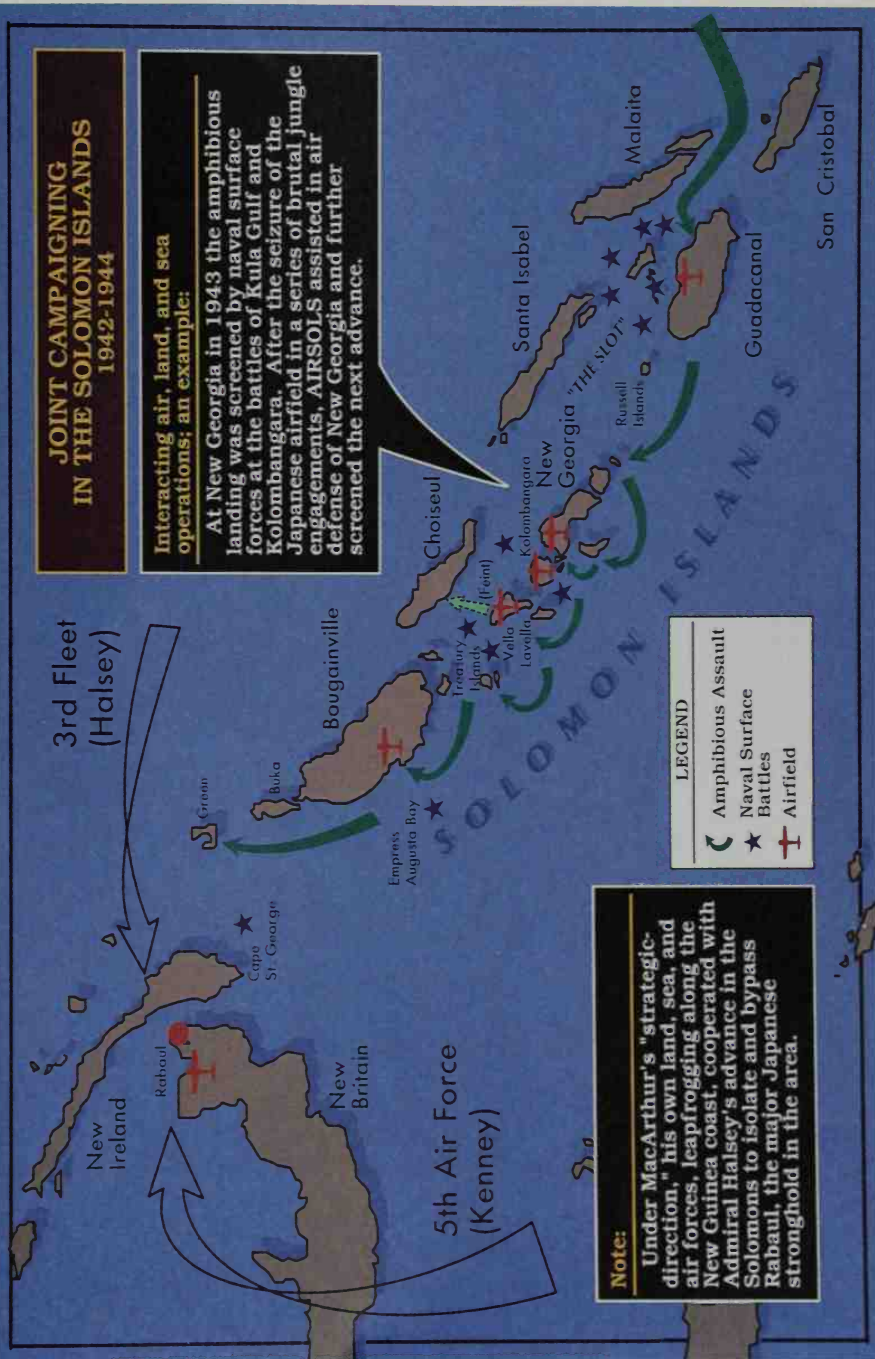 JOINT CAMPAIGNING
IN THE SOLOMON ISLANDS
1942-1944
Interacting air, land, and sea
operations; an example:
At New Georgia in 1943 the amphibious
landing was screened by naval surface
forces at the battles of Kula Gulf and
Kolombangara. After the seizure of the
Japanese airfield in a series of brutal jungle
engagements, AIRSOLS assisted in air
defense of New Georgia and further
screened the next advance.
3rd Fleet
(Halsey)
New
Ireland
Rabaul
Cape
St. George
New
Britain
5th Air Force
(Kenney)
Green
Buka
Bougainville
Empress
Augusta Bay
Choiseul
Treasury
Islands
(Feint)
Vella
Lavella
Kolombangara
New
Georgia
"THE SLOT"
Santa Isabel
Russell
Islands
Malaita
Guadacanal
San Cristobal
SOLOMON ISLANDS
LEGEND
Amphibious Assault
Naval Surface
Battles
Airfield
Note:
Under MacArthur's "strategic-
direction," his own land, sea, and
air forces, leapfrogging along the
New Guinea coast, cooperated with
Admiral Halsey's advance in the
Solomons to isolate and bypass
Rabaul, the major Japanese
stronghold in the area.